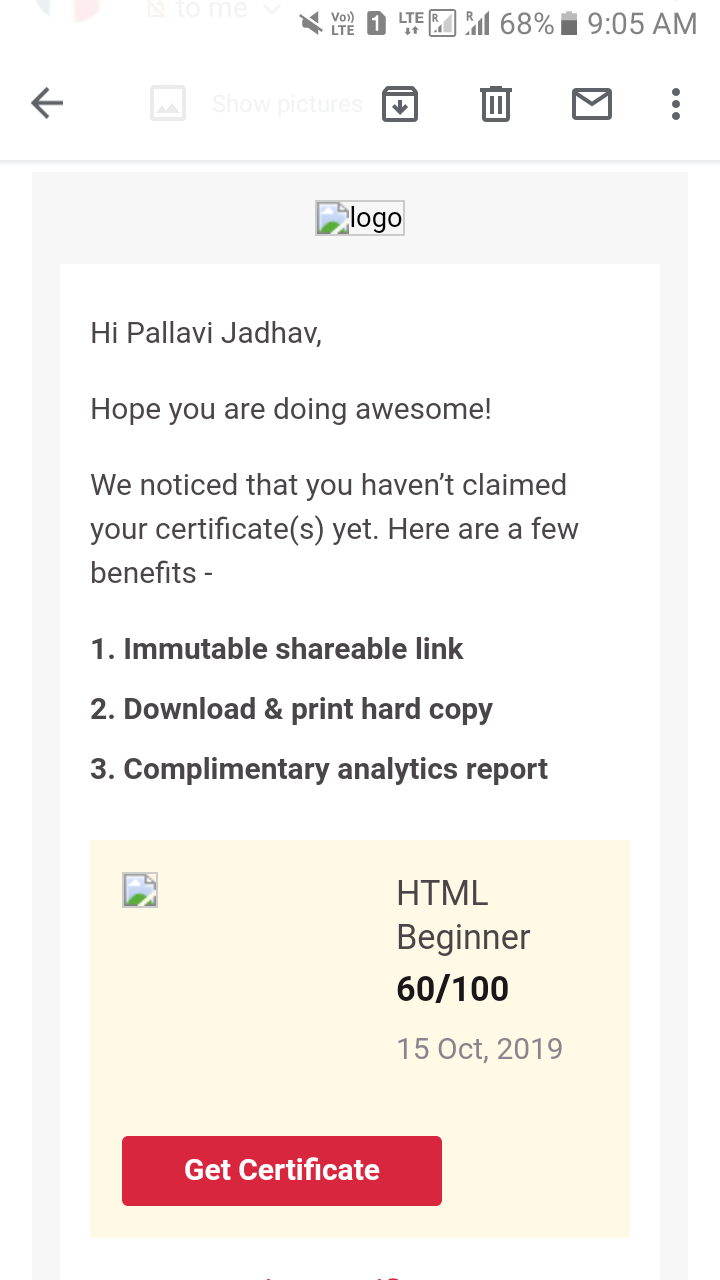 to me
Vo)) LTE 1 LTE R R 68% 9:05 AM
Show pictures
logo
Hi Pallavi Jadhav,
Hope you are doing awesome!
We noticed that you haven’t claimed
your certificate(s) yet. Here are a few
benefits -
1. Immutable shareable link
2. Download & print hard copy
3. Complimentary analytics report
HTML
Beginner
60/100
15 Oct, 2019
Get Certificate